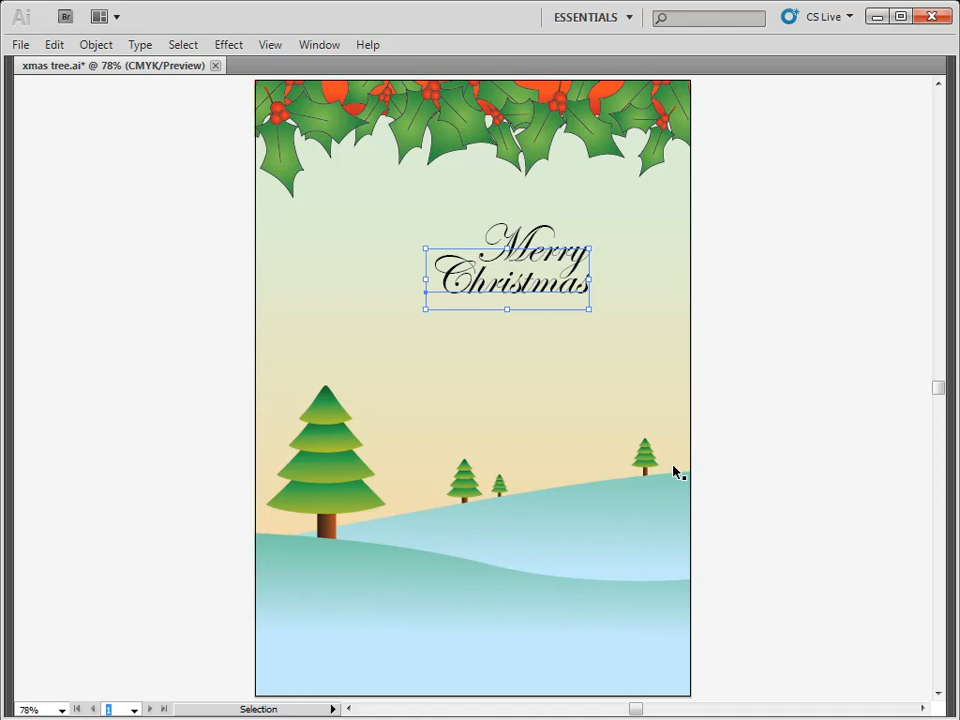 Ai Br ESSENTIALS CS Live
File Edit Object Type Select Effect View Window Help
xmas tree.ai* @ 78% (CMYK/Preview)
Merry
Christmas
78% 1 Selection